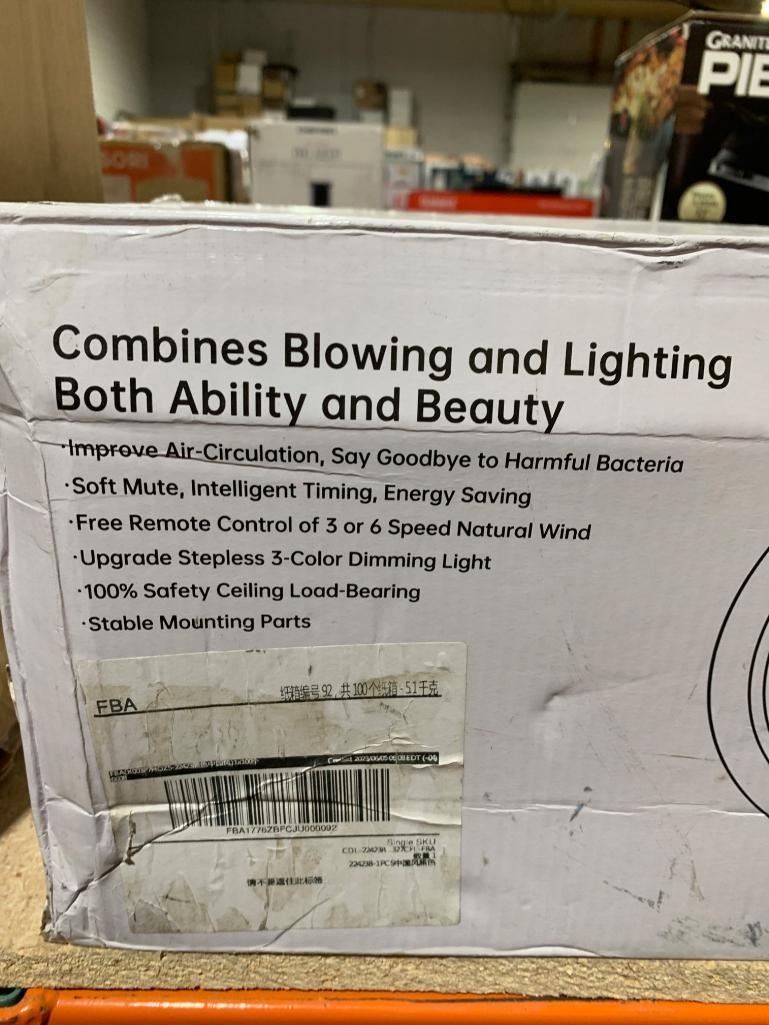 GRANITE
PIE
SORI
Combines Blowing and Lighting
Both Ability and Beauty
·Improve Air-Circulation, Say Goodbye to Harmful Bacteria
·Soft Mute, Intelligent Timing, Energy Saving
·Free Remote Control of 3 or 6 Speed Natural Wind
·Upgrade Stepless 3-Color Dimming Light
·100% Safety Ceiling Load-Bearing
·Stable Mounting Parts
纸箱编号 92，共 100个纸箱 - 5.1千克
FBA
FBA1776ZBFCJU000092
Single SKU
数量 1
请不要遮住此标签